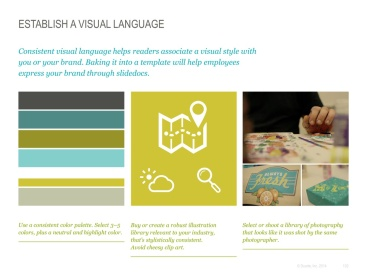 ESTABLISH A VISUAL LANGUAGE
Consistent visual language helps readers associate a visual style with
you or your brand. Baking it into a template will help employees
express your brand through slidedocs.
Fresh
Use a consistent color palette. Select 3–5
colors, plus a neutral and highlight color.
Buy or create a robust illustration
library relevant to your industry,
that's stylistically consistent.
Avoid cheesy clip art.
Select or shoot a library of photography
that looks like it was shot by the same
photographer.